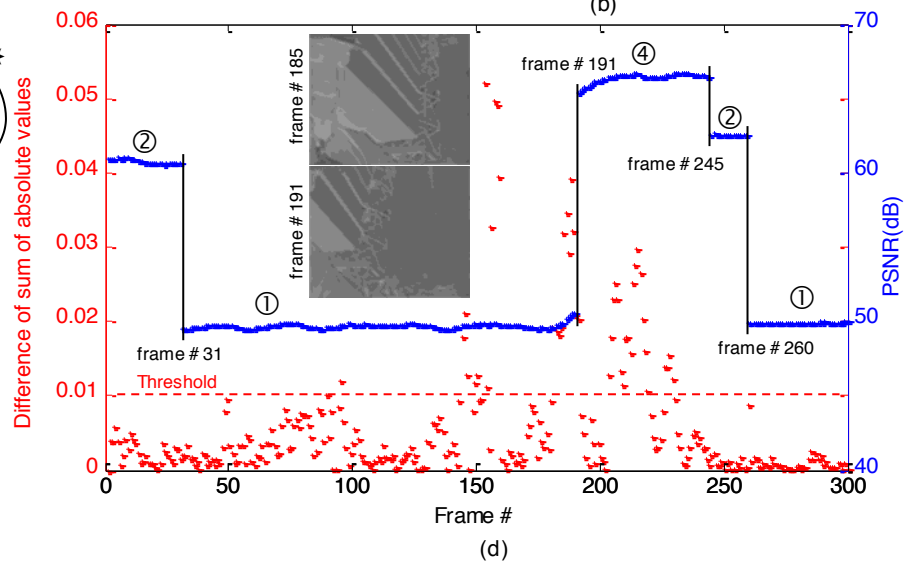 (b)
0.06
0.05
0.04
0.03
0.02
0.01
0
Difference of sum of absolute values
70
60
50
40
PSNR(dB)
②
frame # 31
①
frame # 185
frame # 191
frame # 191
④
②
frame # 245
①
frame # 260
Threshold
0 50 100 150 200 250 300
Frame #
(d)